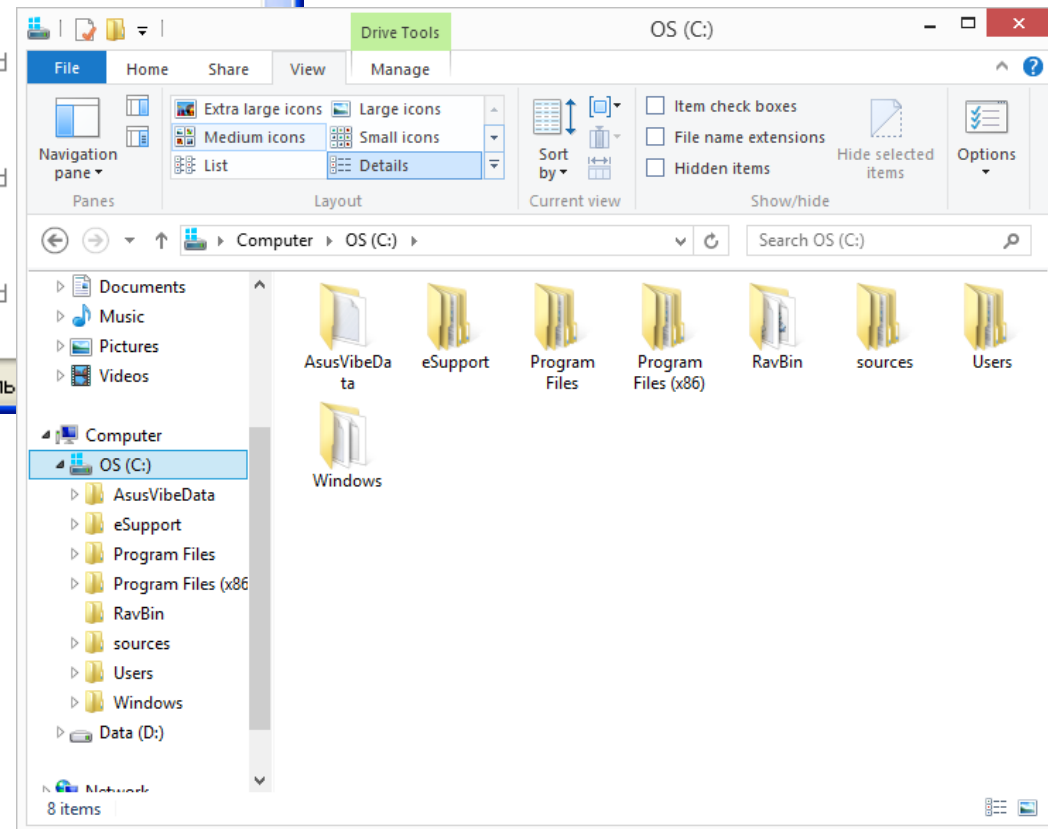 Drive Tools OS (C:)
File Home Share View Manage
Extra large icons Large icons
Medium icons Small icons
List Details
Navigation pane
Sort by
Item check boxes
File name extensions
Hidden items
Hide selected items
Options
Panes Layout Current view Show/hide
Computer OS (C:) Search OS (C:)
Documents
Music
Pictures
Videos
Computer
OS (C:)
AsusVibeData
eSupport
Program Files
Program Files (x86
RavBin
sources
Users
Windows
Data (D:)
Network
AsusVibeDa
ta
eSupport
Program
Files
Program
Files (x86)
RavBin
sources
Users
Windows
8 items